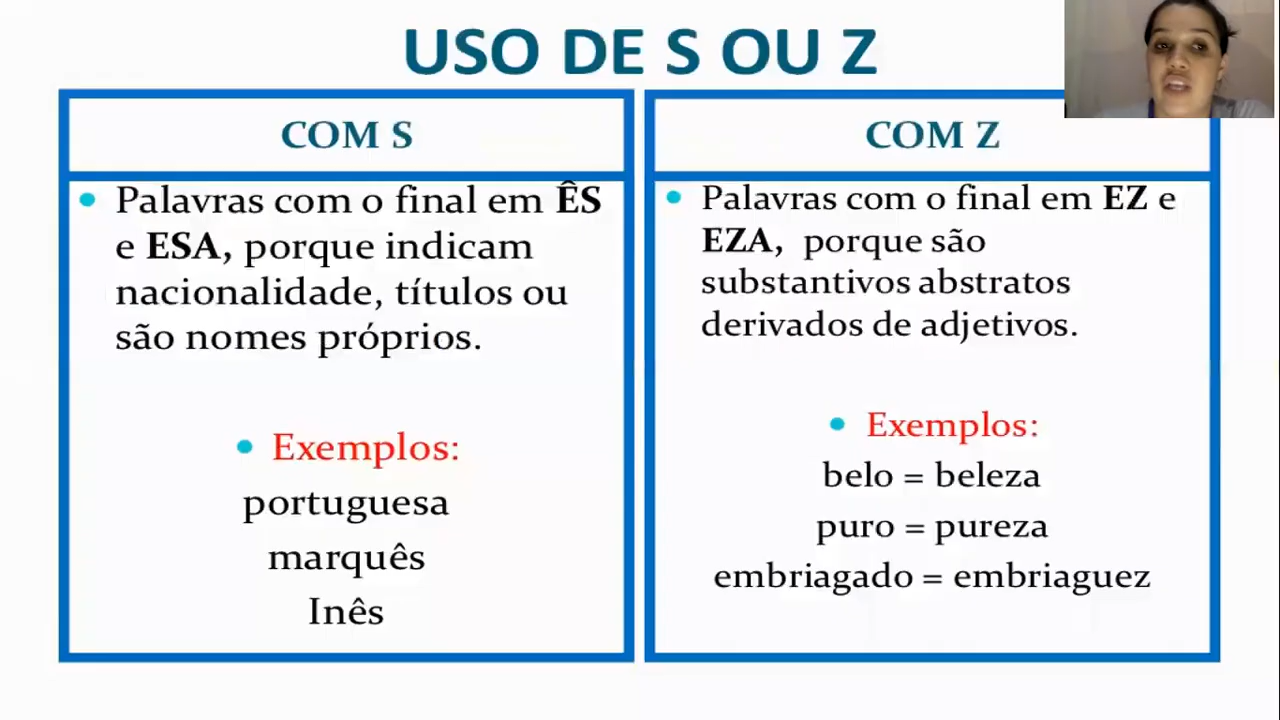 USO DE S OU Z
COM S
• Palavras com o final em ÊS
e ESA, porque indicam
nacionalidade, títulos ou
são nomes próprios.
• Exemplos:
portuguesa
marquês
Inês
COM Z
• Palavras com o final em EZ e
EZA, porque são
substantivos abstratos
derivados de adjetivos.
• Exemplos:
belo = beleza
puro = pureza
embriagado = embriaguez